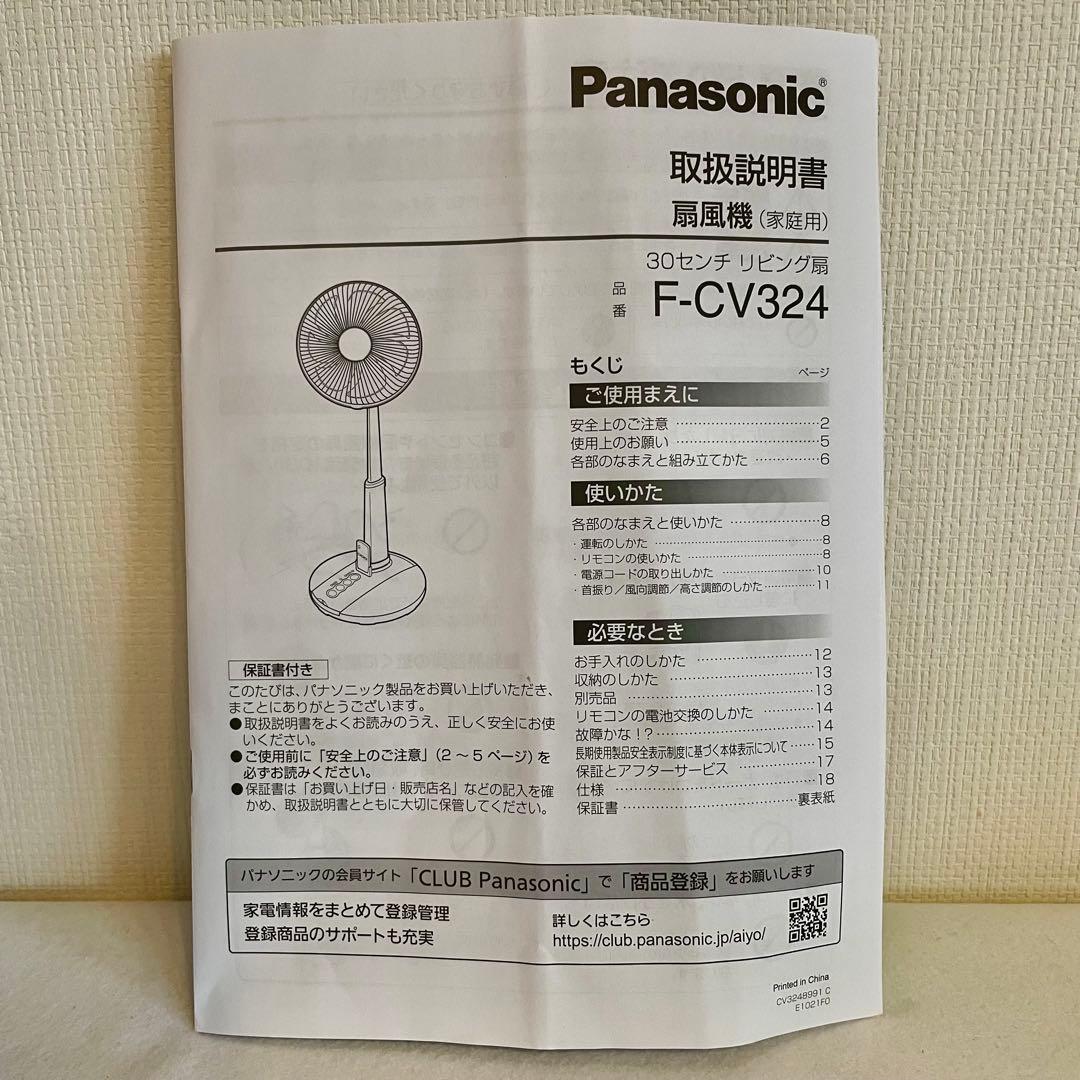 Panasonic®
取扱説明書
扇風機（家庭用）
30センチ リビング扇
品番 F-CV324
もくじ
ページ
ご使用まえに
安全上のご注意 ………………… 2
使用上のお願い ………………… 5
各部のなまえと組み立てかた ………… 6
使いかた
各部のなまえと使いかた ……………… 8
・運転のしかた ………………… 8
・リモコンの使いかた ………………… 8
・電源コードの取り出しかた ………………… 10
・首振り／風向調節／高さ調節のしかた ………… 11
必要なとき
お手入れのしかた ………………… 12
収納のしかた ………………… 13
別売品 ………………… 13
リモコンの電池交換のしかた ………… 14
故障かな！？ ………………… 14
長期使用製品安全表示制度に基づく本体表示について …… 15
保証とアフターサービス ………………… 17
仕様 ………………… 18
保証書 ………………… 裏表紙
保証書付き
このたびは、パナソニック製品をお買い上げいただき、
まことにありがとうございます。
●取扱説明書をよくお読みのうえ、正しく安全にお使
いください。
●ご使用前に「安全上のご注意」（2～5ページ）を
必ずお読みください。
●保証書は「お買い上げ日・販売店名」などの記入を確
かめ、取扱説明書とともに大切に保管してください。
パナソニックの会員サイト「CLUB Panasonic」で「商品登録」をお願いします
家電情報をまとめて登録管理
登録商品のサポートも充実
詳しくはこちら
https://club.panasonic.jp/aiyo/
Printed in China
CV3248991 C
E1021F0